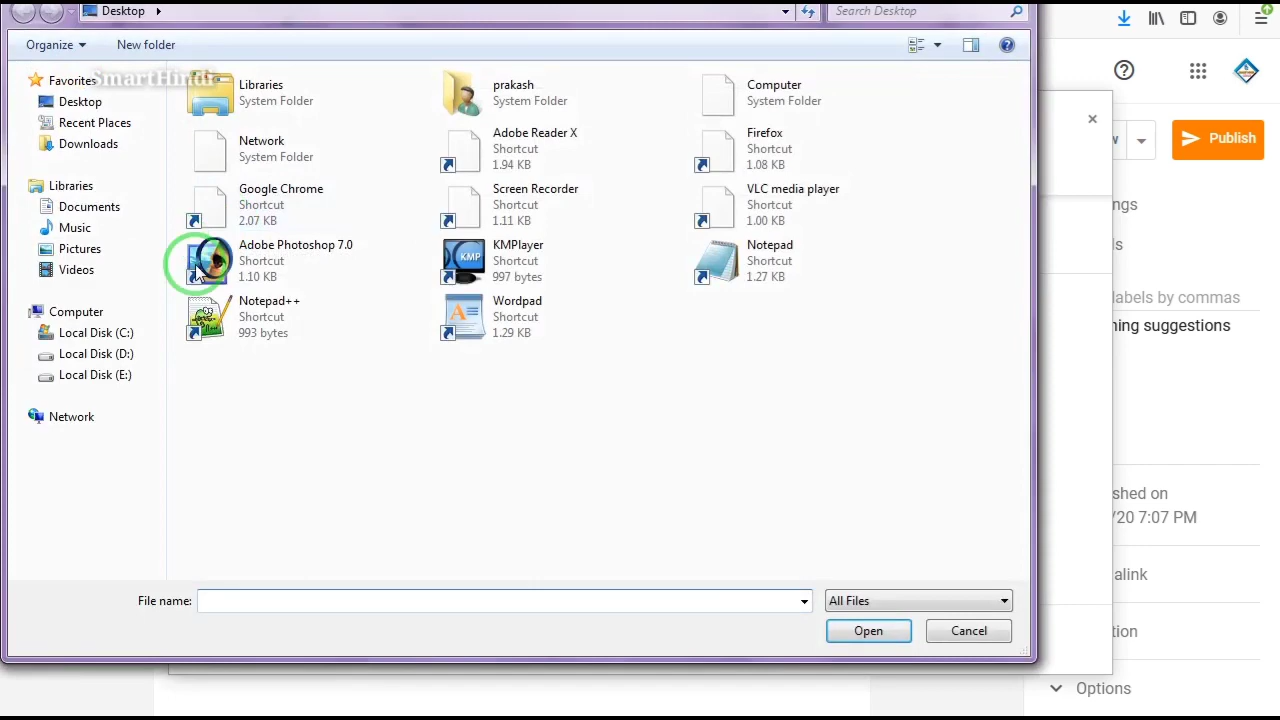 Desktop
Search Desktop
Organize
New folder
SmartHindi
Favorites
Desktop
Recent Places
Downloads
Libraries
Documents
Music
Pictures
Videos
Computer
Local Disk (C:)
Local Disk (D:)
Local Disk (E:)
Network
Libraries
System Folder
prakash
System Folder
Computer
System Folder
Network
System Folder
Adobe Reader X
Shortcut
1.94 KB
Firefox
Shortcut
1.08 KB
Google Chrome
Shortcut
2.07 KB
Screen Recorder
Shortcut
1.11 KB
VLC media player
Shortcut
1.00 KB
Adobe Photoshop 7.0
Shortcut
1.10 KB
KMP
KMPlayer
Shortcut
997 bytes
Notepad
Shortcut
1.27 KB
Notepad++
Shortcut
993 bytes
Wordpad
Shortcut
1.29 KB
File name:
All Files
Open
Cancel
w
Publish
ngs
ls
labels by commas
ning suggestions
shed on
/20 7:07 PM
alink
tion
Options